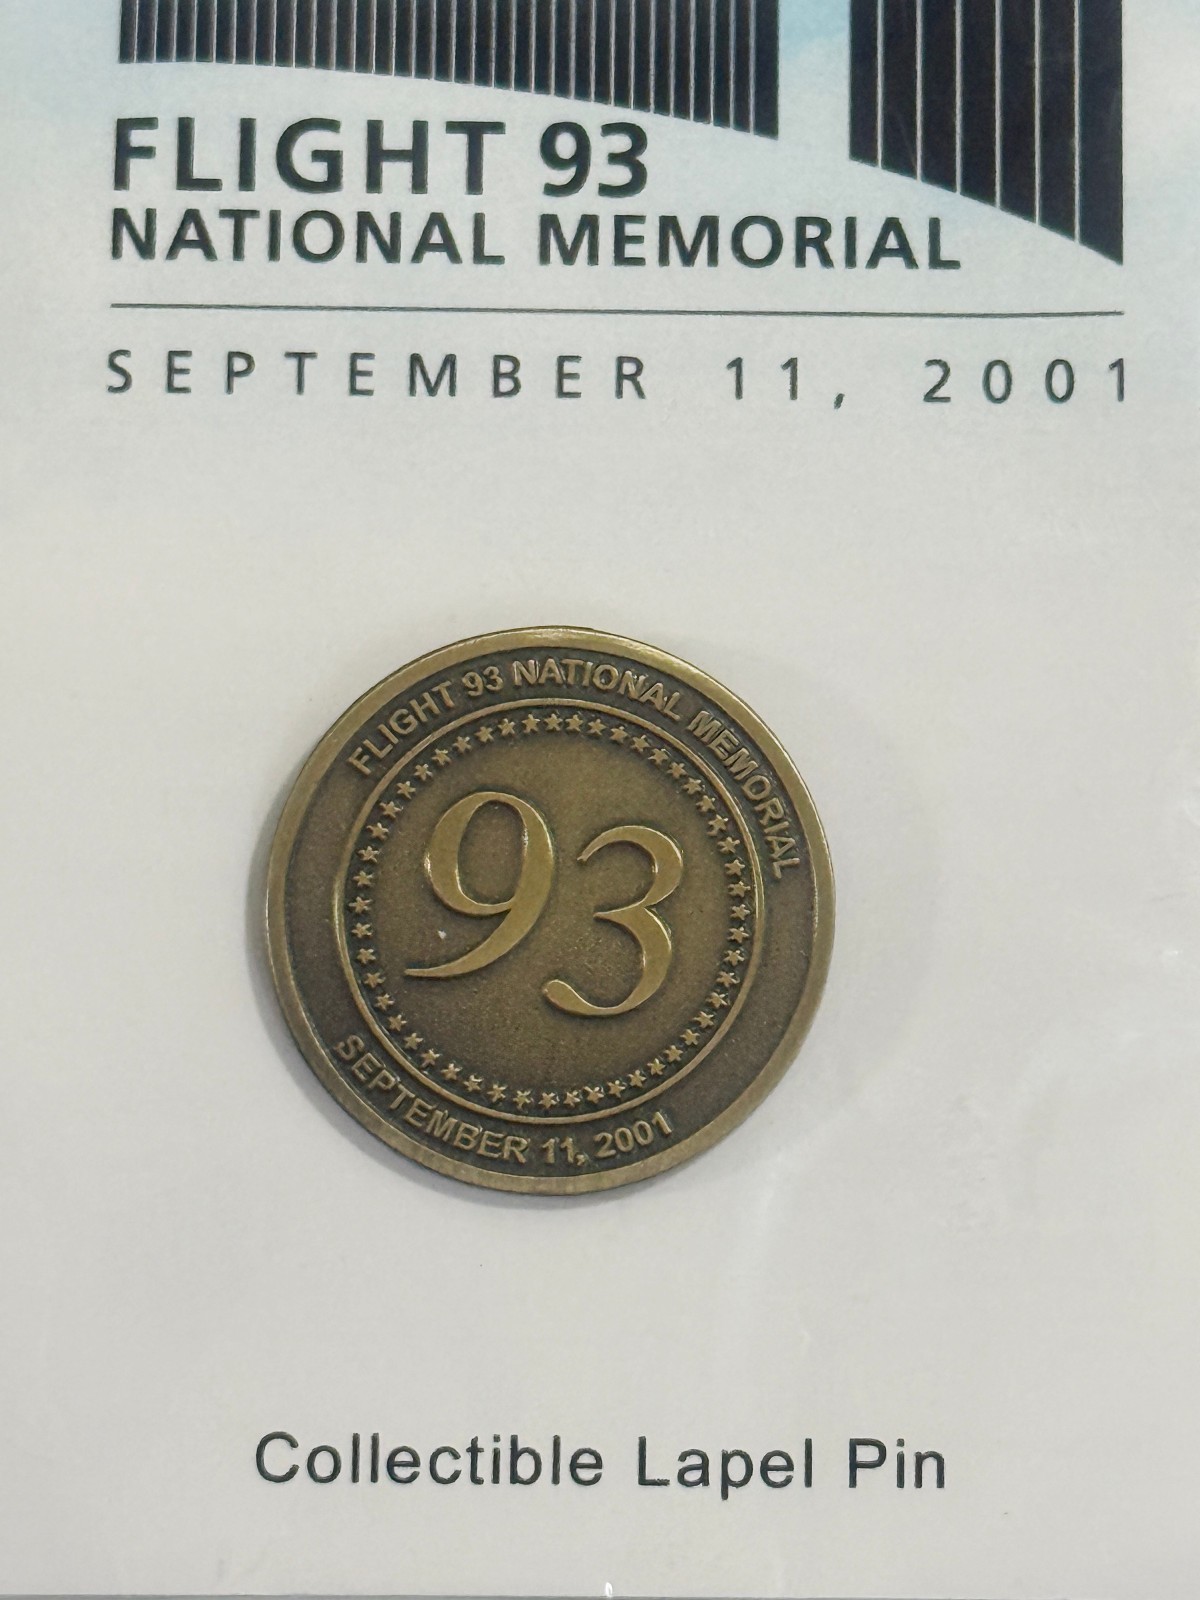 FLIGHT 93
NATIONAL MEMORIAL
SEPTEMBER 11, 2001
FLIGHT 93 NATIONAL MEMORIAL
93
SEPTEMBER 11, 2001
Collectible Lapel Pin